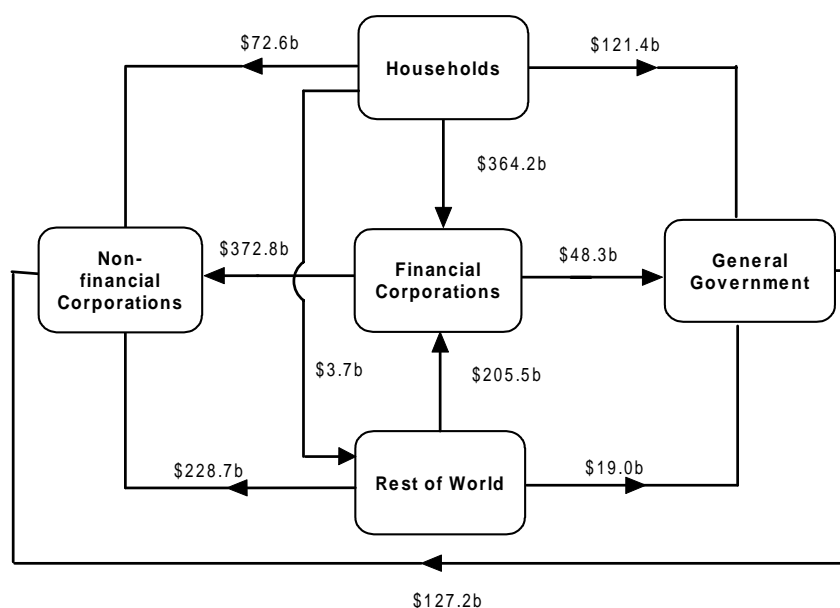 $72.6b
Households
$121.4b
$364.2b
Non-
financial
Corporations
$372.8b
Financial
Corporations
$48.3b
General
Government
$3.7b
$205.5b
$228.7b
Rest of World
$19.0b
$127.2b